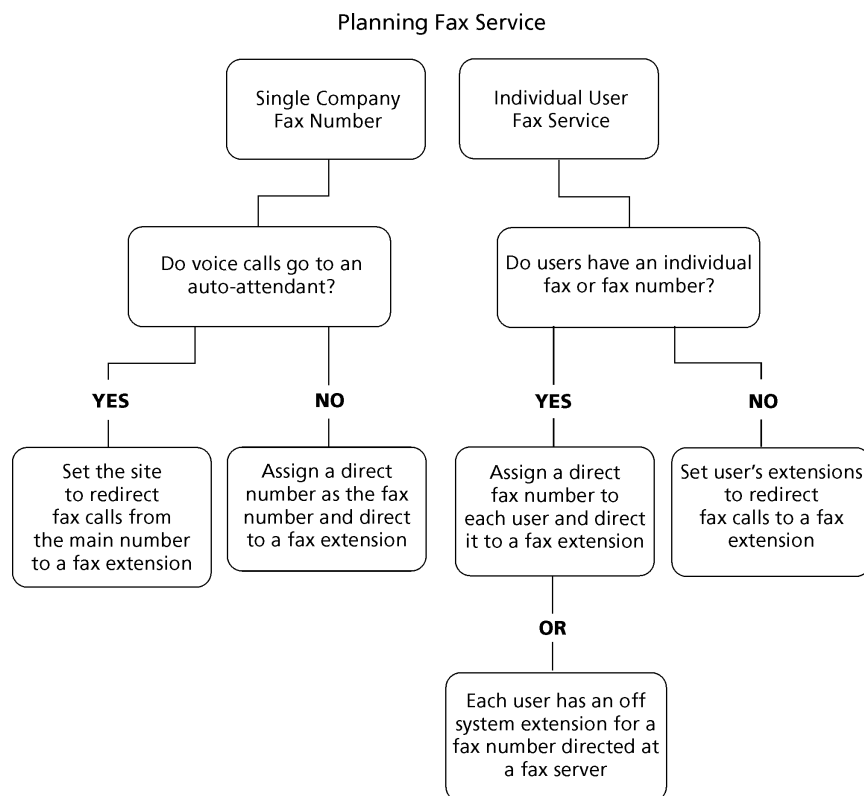 Planning Fax Service
Single Company
Fax Number
Individual User
Fax Service
Do voice calls go to an
auto-attendant?
Do users have an individual
fax or fax number?
YES
NO
YES
NO
Set the site
to redirect
fax calls from
the main number
to a fax extension
Assign a direct
number as the fax
number and direct
to a fax extension
Assign a direct
fax number to
each user and direct
it to a fax extension
Set user's extensions
to redirect
fax calls to a fax
extension
OR
Each user has an off
system extension for a
fax number directed at
a fax server